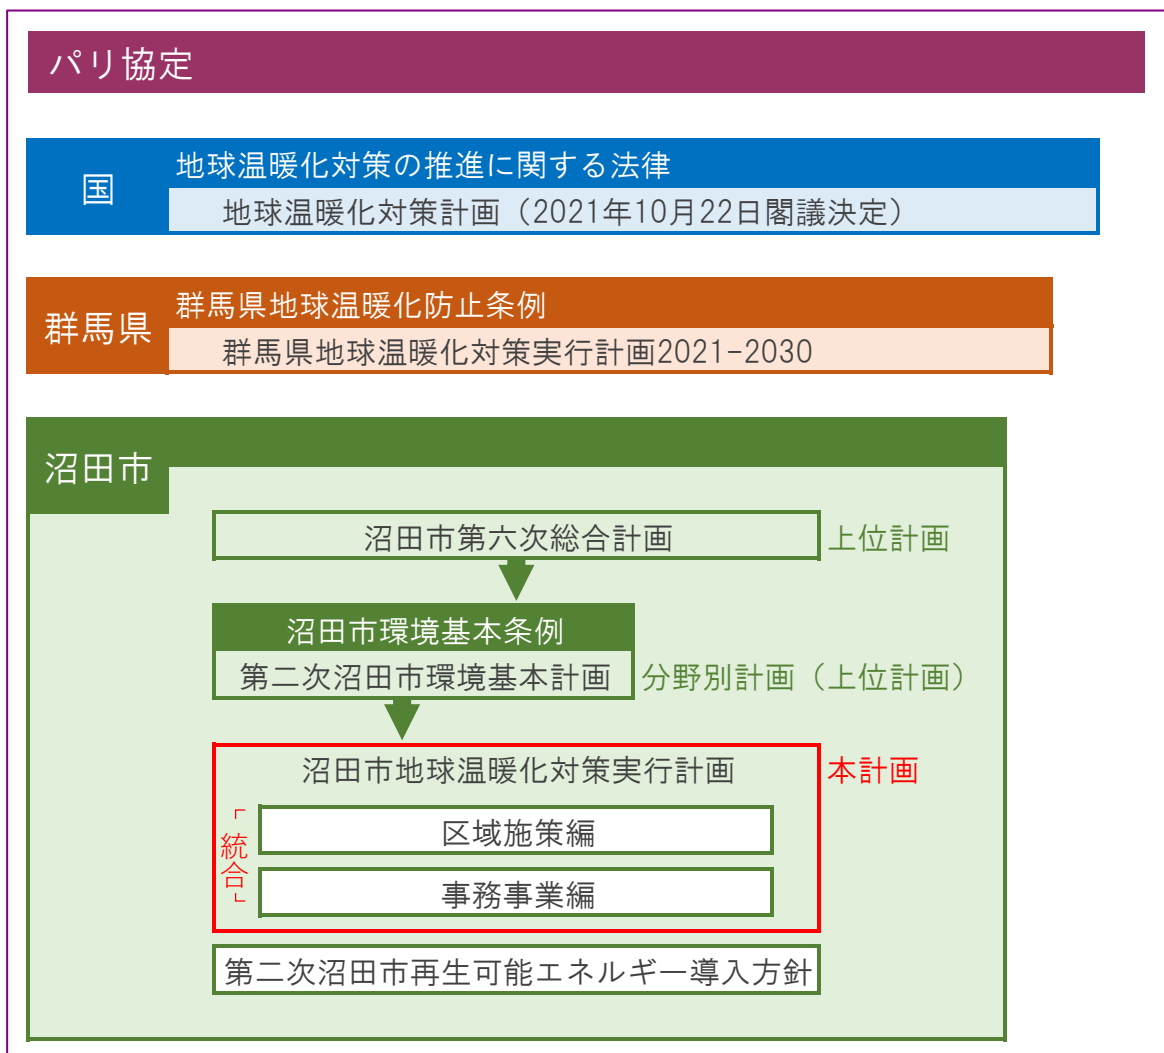 パリ協定
国
地球温暖化対策の推進に関する法律
地球温暖化対策計画（2021年10月22日閣議決定）
群馬県
群馬県地球温暖化防止条例
群馬県地球温暖化対策実行計画2021-2030
沼田市
沼田市第六次総合計画
上位計画
沼田市環境基本条例
第二次沼田市環境基本計画
分野別計画（上位計画）
沼田市地球温暖化対策実行計画
本計画
「統合」
区域施策編
事務事業編
第二次沼田市再生可能エネルギー導入方針